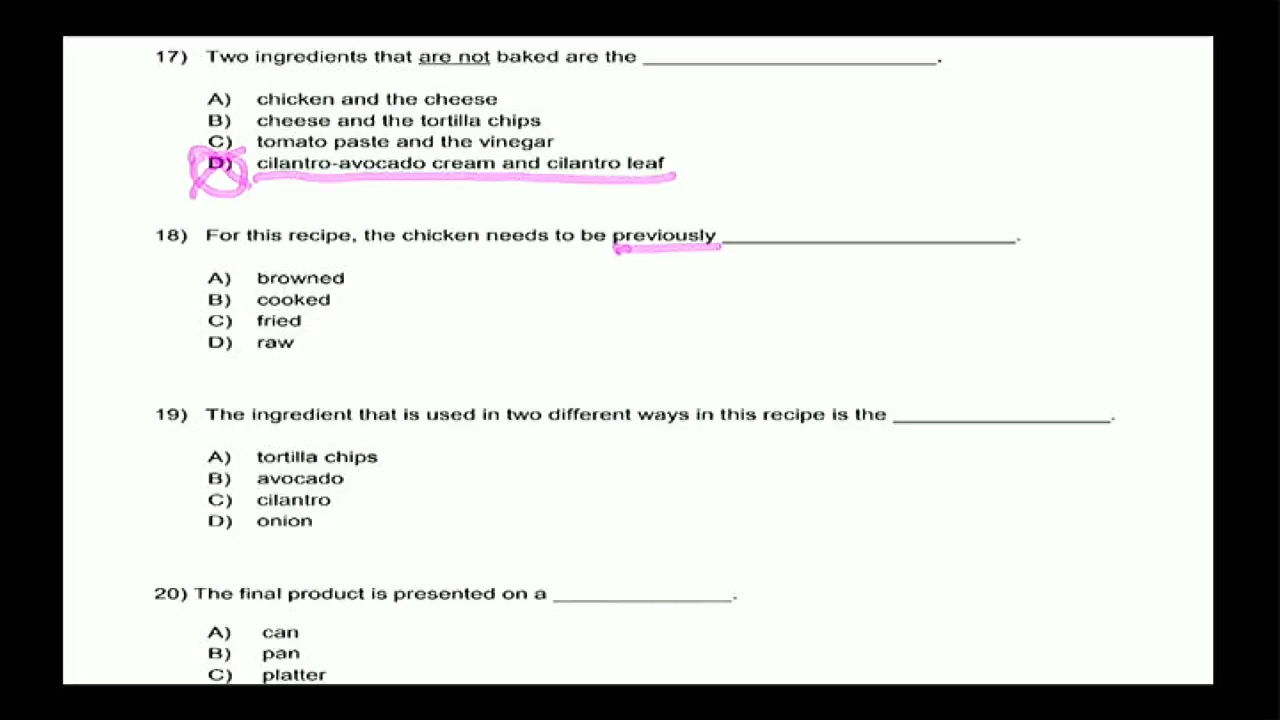 17) Two ingredients that are not baked are the ______________________________.
A) chicken and the cheese
B) cheese and the tortilla chips
C) tomato paste and the vinegar
D) cilantro-avocado cream and cilantro leaf
18) For this recipe, the chicken needs to be previously ______________________________.
A) browned
B) cooked
C) fried
D) raw
19) The ingredient that is used in two different ways in this recipe is the ______________________.
A) tortilla chips
B) avocado
C) cilantro
D) onion
20) The final product is presented on a __________________.
A) can
B) pan
C) platter